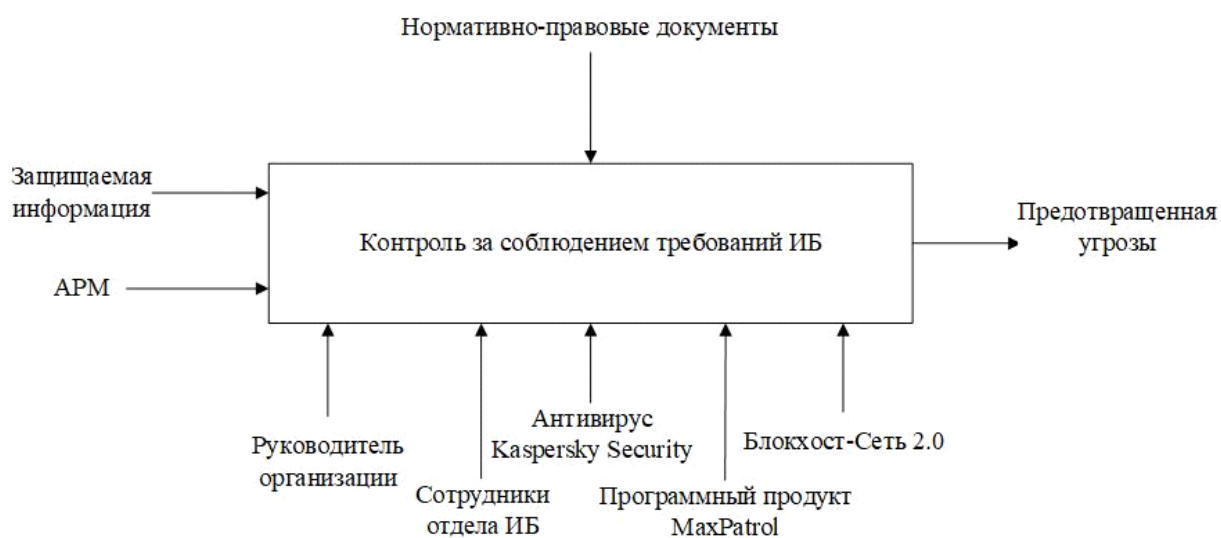 Нормативно-правовые документы
Защищаемая
информация
Контроль за соблюдением требований ИБ
Предотвращенная
угрозы
АРМ
Руководитель
организации
Сотрудники
отдела ИБ
Антивирус
Kaspersky Security
Программный продукт
MaxPatrol
Блокхост-Сеть 2.0